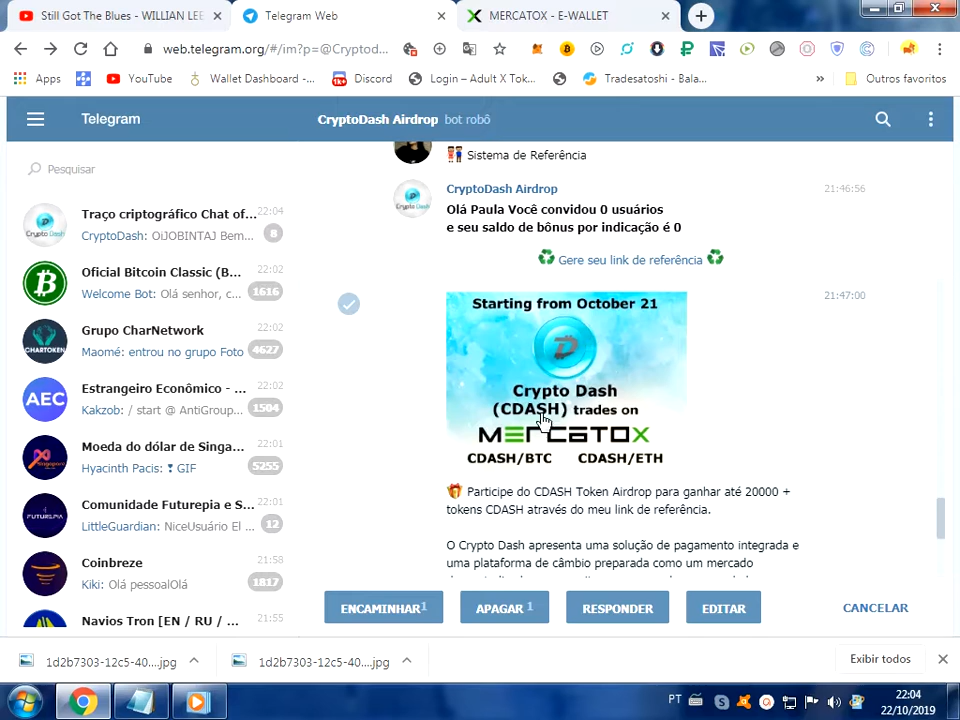 Still Got The Blues - WILLIAN LEE
Telegram Web
MERCATOX - E-WALLET
web.telegram.org/#/im?p=@Cryptod...
Apps
YouTube
Wallet Dashboard -...
Discord
Login – Adult X Tok...
Tradesatoshi - Bala...
»
Outros favoritos
Telegram
CryptoDash Airdrop bot robô
Pesquisar
Traço criptográfico Chat of...
22:04
CryptoDash: OiJOBINTAJ Bem...
8
Oficial Bitcoin Classic (B...
22:02
Welcome Bot: Olá senhor, c...
1616
Grupo CharNetwork
22:02
Maomé: entrou no grupo Foto
4627
CHARTOKEN
Estrangeiro Econômico - ...
22:02
Kakzob: / start @ AntiGroup...
1504
AEC
Moeda do dólar de Singa...
22:01
Hyacinth Pacis: ❢ GIF
5255
Comunidade Futurepia e S...
22:01
LittleGuardian: NiceUsuário El ...
12
FUTUREPIA
Coinbreze
21:58
Kiki: Olá pessoalOlá
1817
Navios Tron [EN / RU / ...
21:55
Sistema de Referência
CryptoDash Airdrop
21:46:56
Olá Paula Você convidou 0 usuários
e seu saldo de bônus por indicação é 0
Gere seu link de referência
21:47:00
Starting from October 21
Crypto Dash
(CDASH) trades on
MERCATOX
CDASH/BTC CDASH/ETH
Participe do CDASH Token Airdrop para ganhar até 20000 +
tokens CDASH através do meu link de referência.
O Crypto Dash apresenta uma solução de pagamento integrada e
uma plataforma de câmbio preparada como um mercado
ENCAMINHAR 1
APAGAR 1
RESPONDER
EDITAR
CANCELAR
1d2b7303-12c5-40....jpg
1d2b7303-12c5-40....jpg
Exibir todos
PT
22:04
22/10/2019